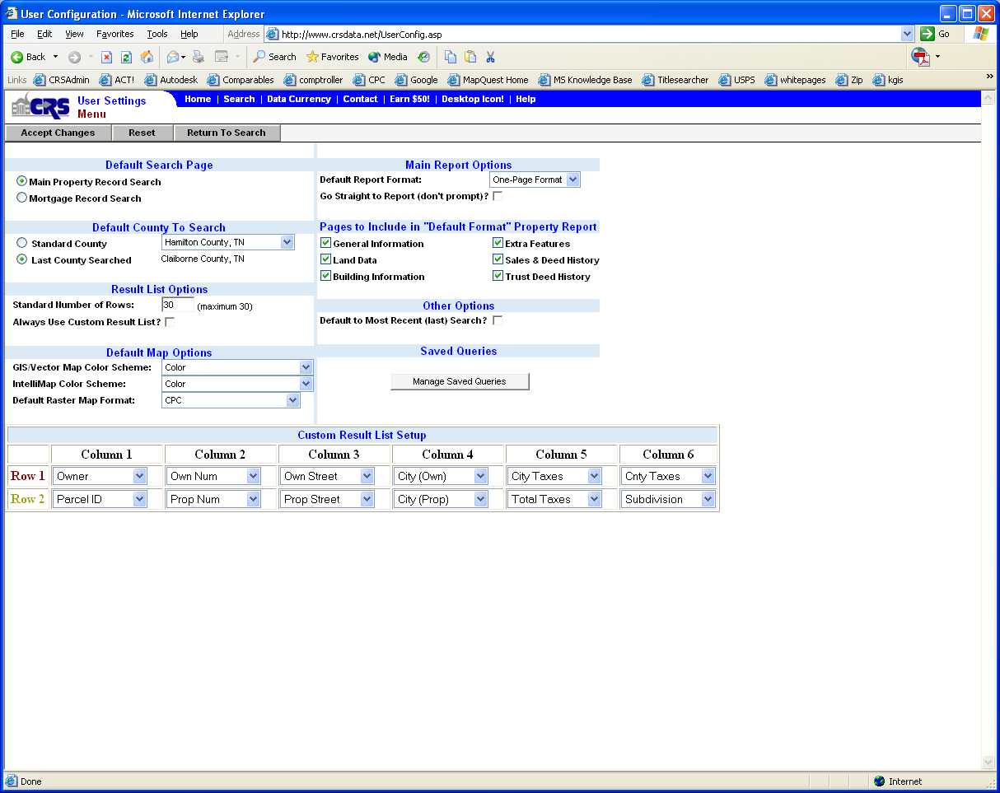 User Configuration - Microsoft Internet Explorer
File Edit View Favorites Tools Help Address http://www.crsdata.net/UserConfig.asp Go
Back Search Favorites Media
Links CRSAdmin ACT! Autodesk Comparables comptroller CPC Google MapQuest Home MS Knowledge Base Titlesearcher USPS whitepages Zip kgis »
CRS User Settings Home | Search | Data Currency | Contact | Earn $50! | Desktop Icon! | Help
Menu
Accept Changes Reset Return To Search
Default Search Page
Main Property Record Search
Mortgage Record Search
Default County To Search
Standard County Hamilton County, TN
Last County Searched Claiborne County, TN
Result List Options
Standard Number of Rows: 30 (maximum 30)
Always Use Custom Result List?
Default Map Options
GIS/Vector Map Color Scheme: Color
IntelliMap Color Scheme: Color
Default Raster Map Format: CPC
Main Report Options
Default Report Format: One-Page Format
Go Straight to Report (don't prompt)?
Pages to Include in "Default Format" Property Report
General Information Extra Features
Land Data Sales & Deed History
Building Information Trust Deed History
Other Options
Default to Most Recent (last) Search?
Saved Queries
Manage Saved Queries
Custom Result List Setup
Column 1 Column 2 Column 3 Column 4 Column 5 Column 6
Row 1 Owner Own Num Own Street City (Own) City Taxes Cnty Taxes
Row 2 Parcel ID Prop Num Prop Street City (Prop) Total Taxes Subdivision
Done Internet